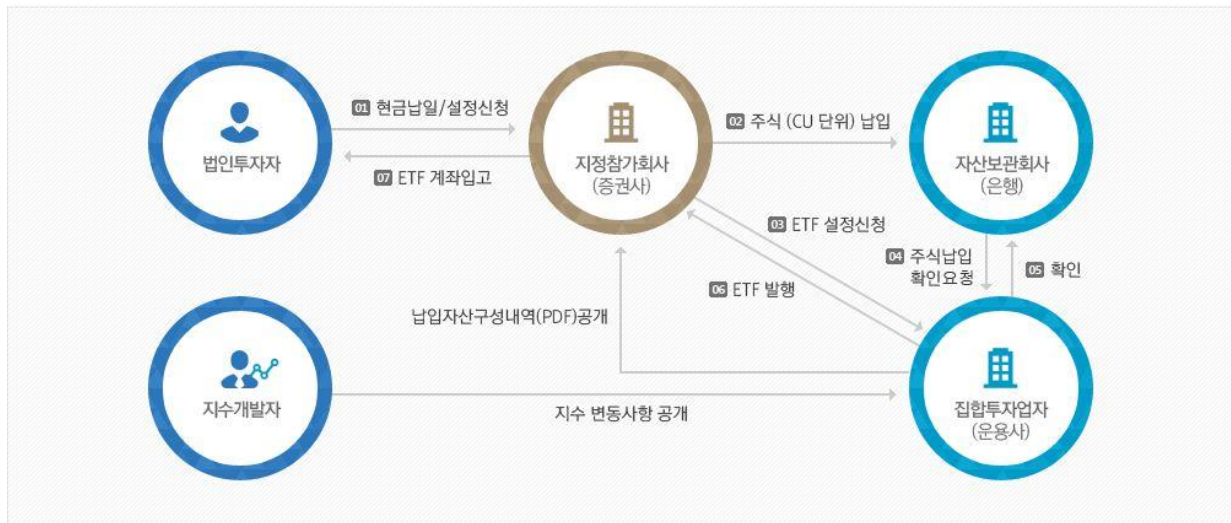 01 현금납일/설정신청
법인투자자
07 ETF 계좌입고
지정참가회사
(증권사)
02 주식 (CU 단위) 납입
자산보관회사
(은행)
03 ETF 설정신청
04 주식납입
확인요청
05 확인
06 ETF 발행
납입자산구성내역(PDF)공개
지수개발자
지수 변동사항 공개
집합투자업자
(운용사)